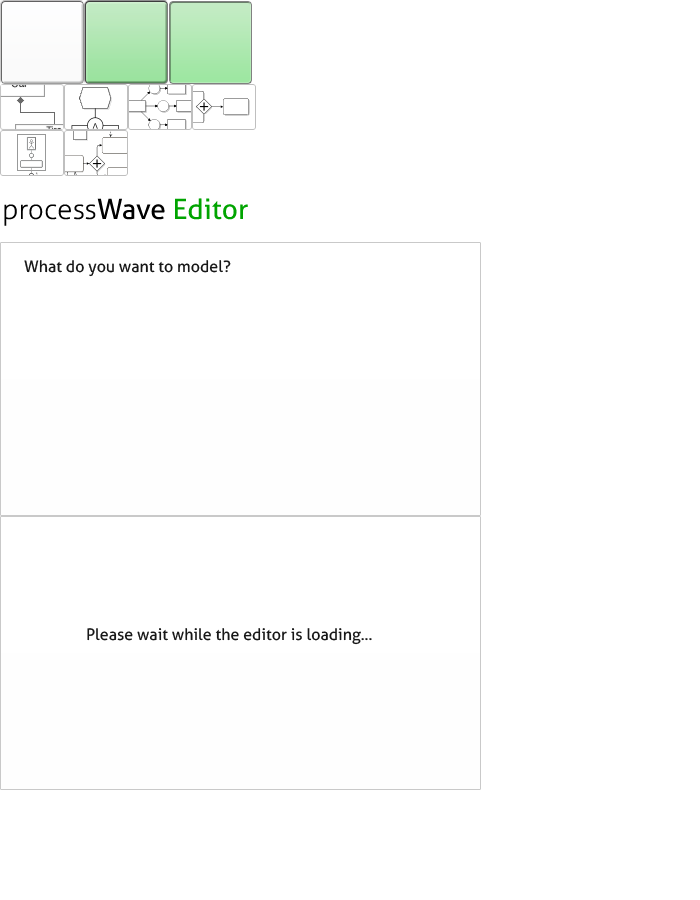 processWave Editor
What do you want to model?
Please wait while the editor is loading...